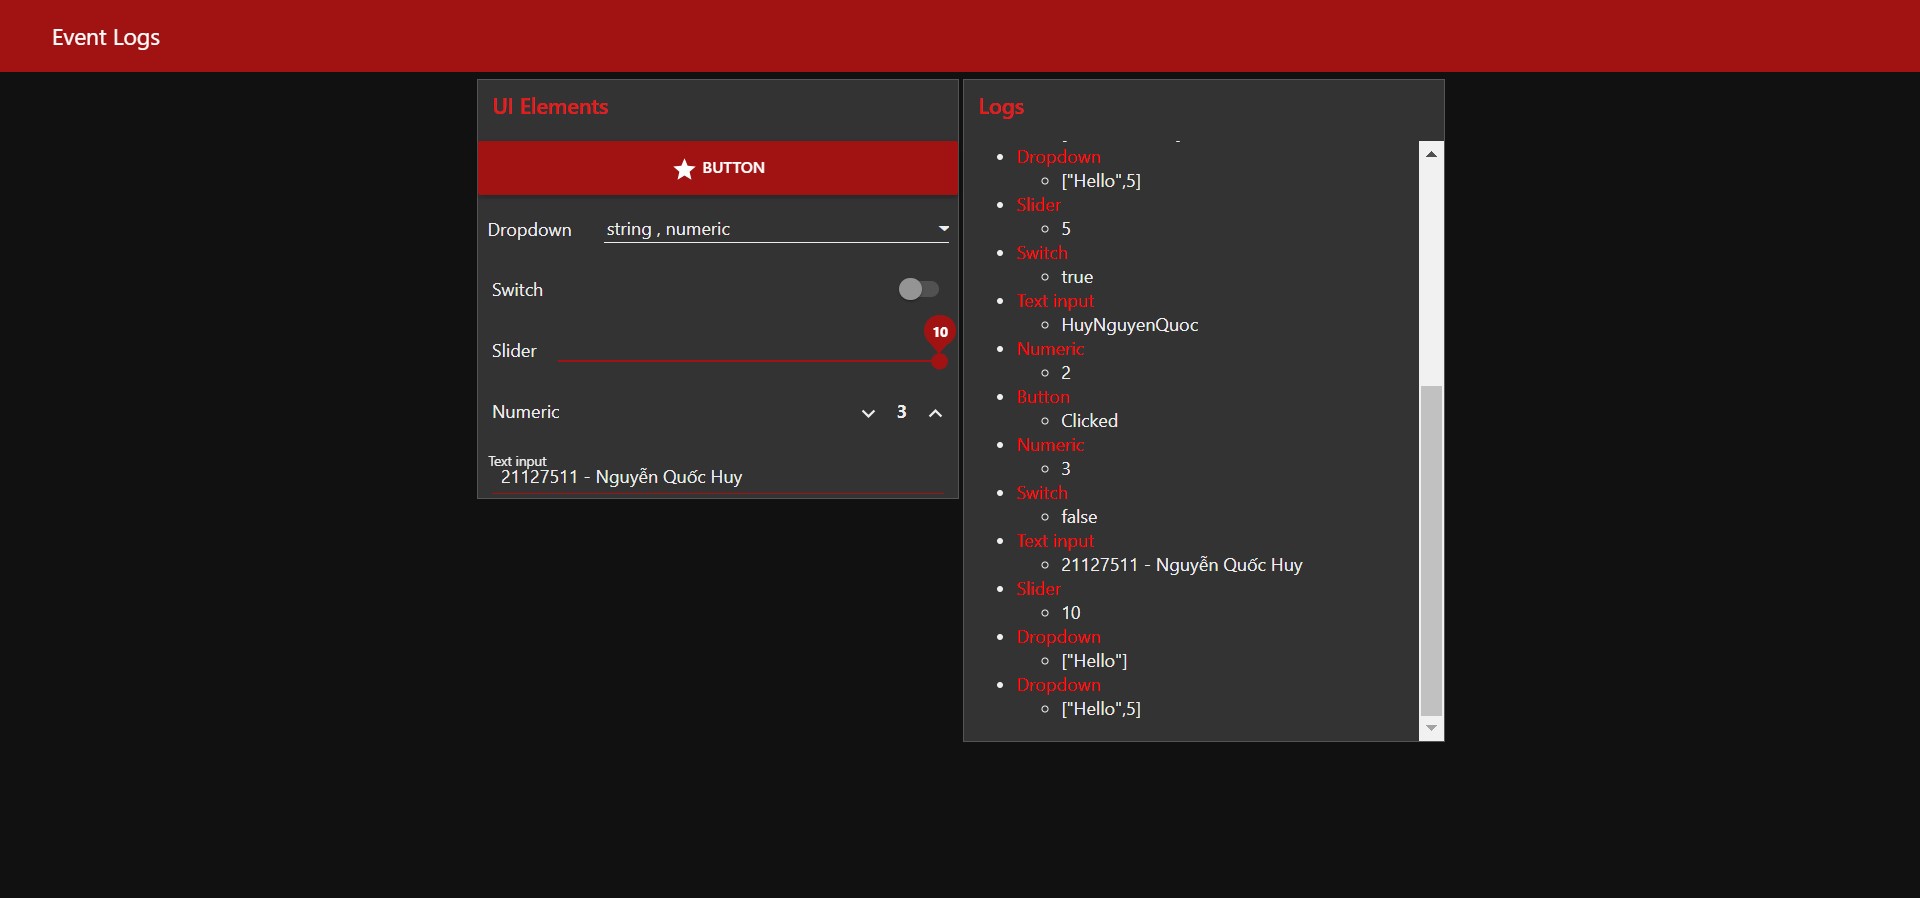 Event Logs
UI Elements
BUTTON
Dropdown string , numeric
Switch
Slider 10
Numeric 3
Text input
21127511 - Nguyễn Quốc Huy
Logs
Dropdown
["Hello",5]
Slider
5
Switch
true
Text input
HuyNguyenQuoc
Numeric
2
Button
Clicked
Numeric
3
Switch
false
Text input
21127511 - Nguyễn Quốc Huy
Slider
10
Dropdown
["Hello"]
Dropdown
["Hello",5]